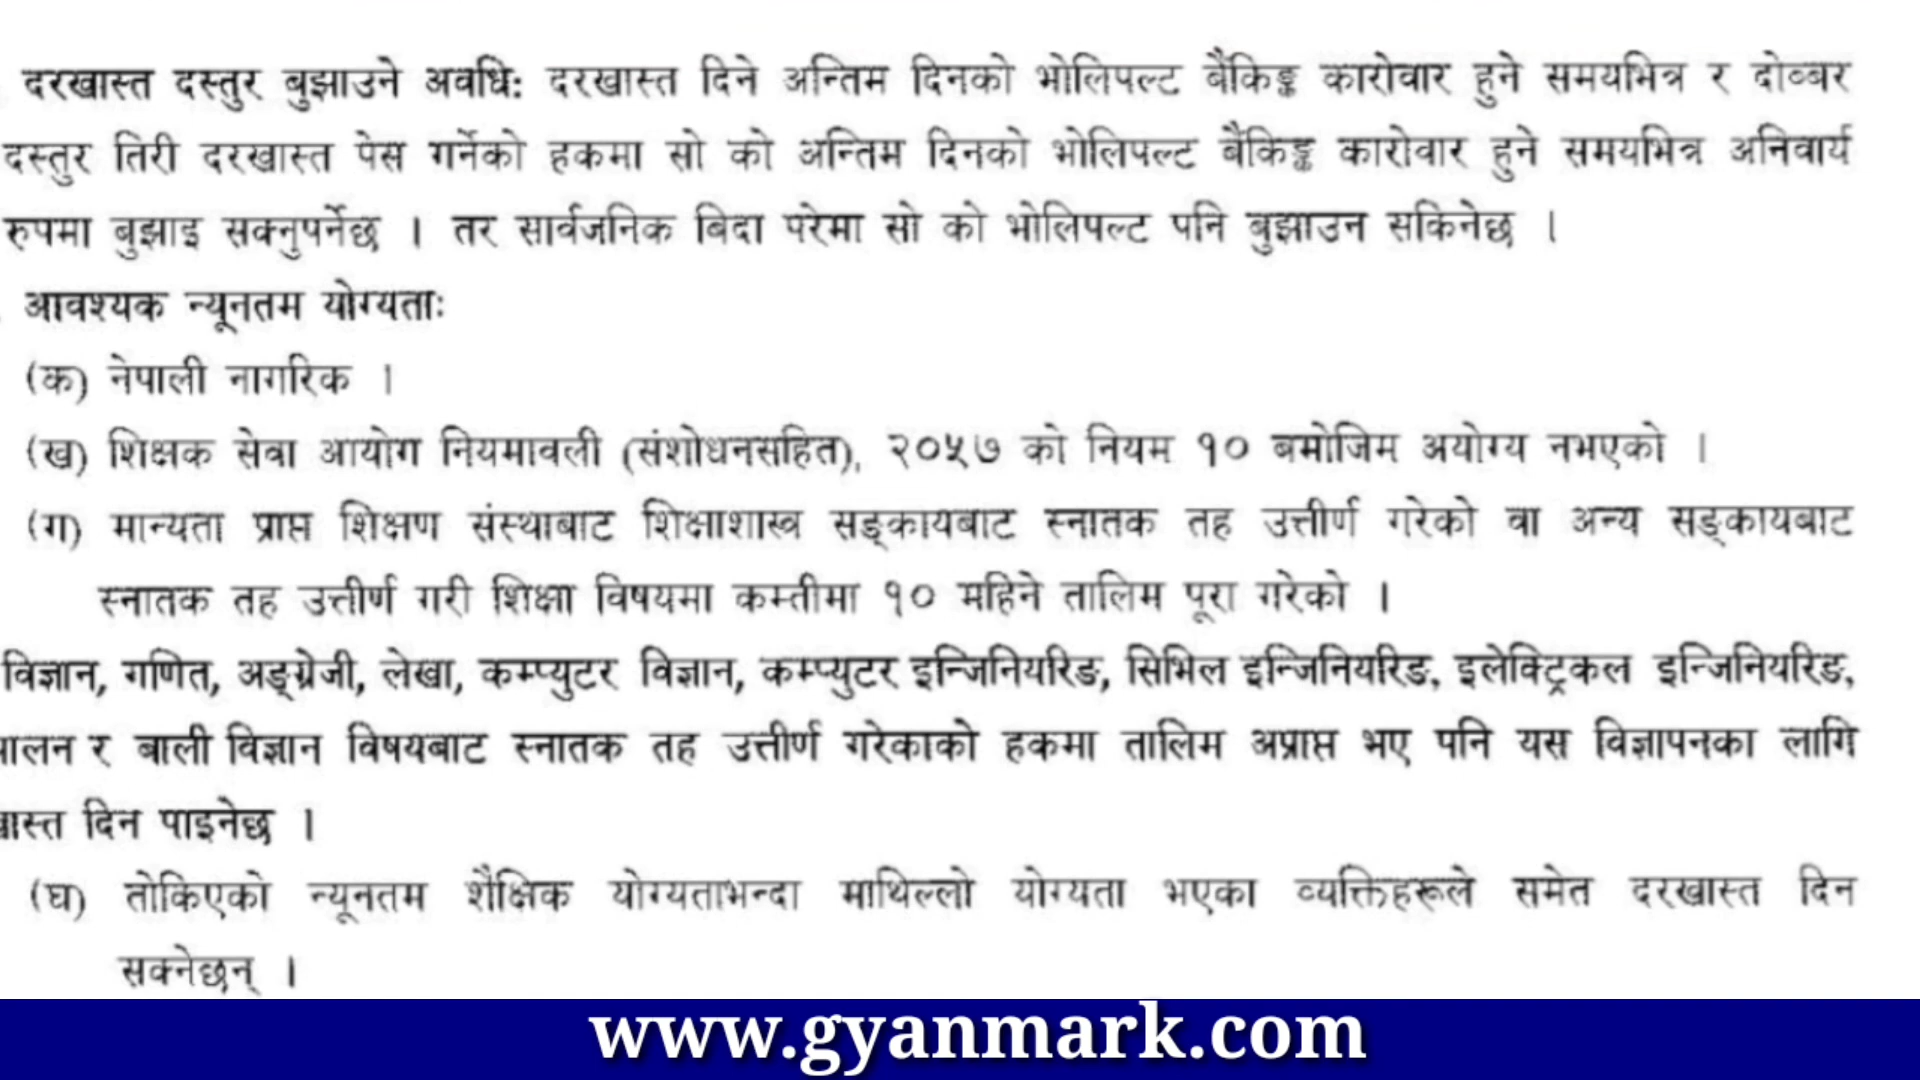 दरखास्त दस्तुर बुझाउने अवधि: दरखास्त दिने अन्तिम दिनको भोलिपल्ट बैंकिङ्ग कारोवार हुने समयभित्र र दोब्बर
दस्तुर तिरी दरखास्त पेस गर्नेको हकमा सो को अन्तिम दिनको भोलिपल्ट बैंकिङ्ग कारोवार हुने समयभित्र अनिवार्य
रुपमा बुझाइ सक्नुपर्नेछ । तर सार्वजनिक बिदा परेमा सो को भोलिपल्ट पनि बुझाउन सकिनेछ ।
आवश्यक न्यूनतम योग्यताः
(क) नेपाली नागरिक ।
(ख) शिक्षक सेवा आयोग नियमावली (संशोधनसहित), २०५७ को नियम १० बमोजिम अयोग्य नभएको ।
(ग) मान्यता प्राप्त शिक्षण संस्थाबाट शिक्षाशास्त्र सङ्कायबाट स्नातक तह उत्तीर्ण गरेको वा अन्य सङ्कायबाट
स्नातक तह उत्तीर्ण गरी शिक्षा विषयमा कम्तीमा १० महिने तालिम पूरा गरेको ।
विज्ञान, गणित, अङ्ग्रेजी, लेखा, कम्प्युटर विज्ञान, कम्प्युटर इन्जिनियरिङ, सिभिल इन्जिनियरिङ, इलेक्ट्रिकल इन्जिनियरिङ,
र बाली विज्ञान विषयबाट स्नातक तह उत्तीर्ण गरेकाको हकमा तालिम अप्राप्त भए पनि यस विज्ञापनका लागि
दिन पाइनेछ ।
(घ) तोकिएको न्यूनतम शैक्षिक योग्यताभन्दा माथिल्लो योग्यता भएका व्यक्तिहरूले समेत दरखास्त दिन
सक्नेछन् ।
www.gyanmark.com